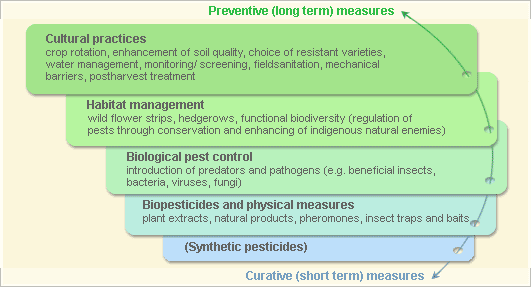 Preventive (long term) measures
Cultural practices
crop rotation, enhancement of soil quality, choice of resistant varieties,
water management, monitoring/ screening, fieldsanitation, mechanical
barriers, postharvest treatment
Habitat management
wild flower strips, hedgerows, functional biodiversity (regulation of
pests through conservation and enhancing of indigenous natural enemies)
Biological pest control
introduction of predators and pathogens (e.g. beneficial insects,
bacteria, viruses, fungi)
Biopesticides and physical measures
plant extracts, natural products, pheromones, insect traps and baits
(Synthetic pesticides)
Curative (short term) measures